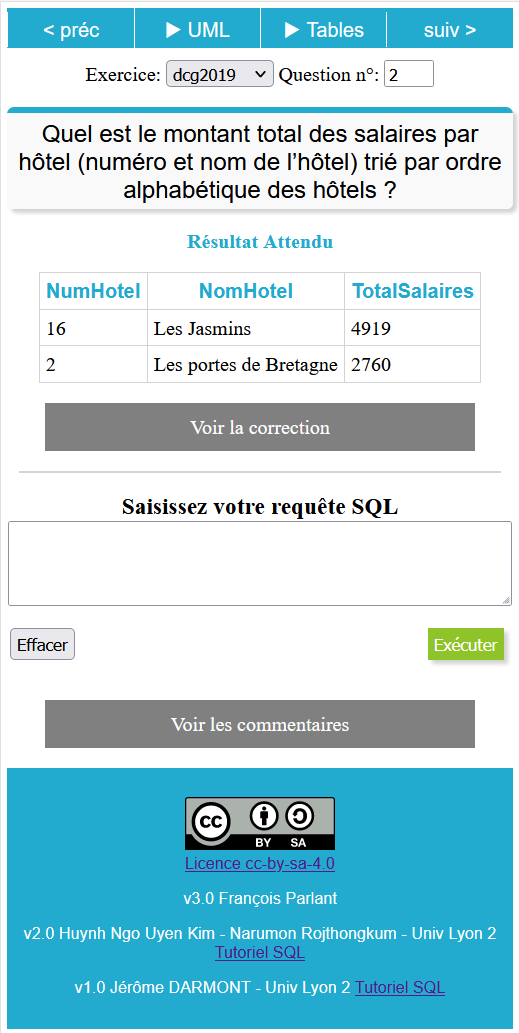 < préc ▶ UML ▶ Tables suiv >
Exercice: dcg2019 Question n°: 2
Quel est le montant total des salaires par
hôtel (numéro et nom de l’hôtel) trié par ordre
alphabétique des hôtels ?
Résultat Attendu
NumHotel NomHotel TotalSalaires
16 Les Jasmins 4919
2 Les portes de Bretagne 2760
Voir la correction
Saisissez votre requête SQL
Effacer Exécuter
Voir les commentaires
cc BY SA
Licence cc-by-sa-4.0
v3.0 François Parlant
v2.0 Huynh Ngo Uyen Kim - Narumon Rojthongkum - Univ Lyon 2
Tutoriel SQL
v1.0 Jérôme DARMONT - Univ Lyon 2 Tutoriel SQL